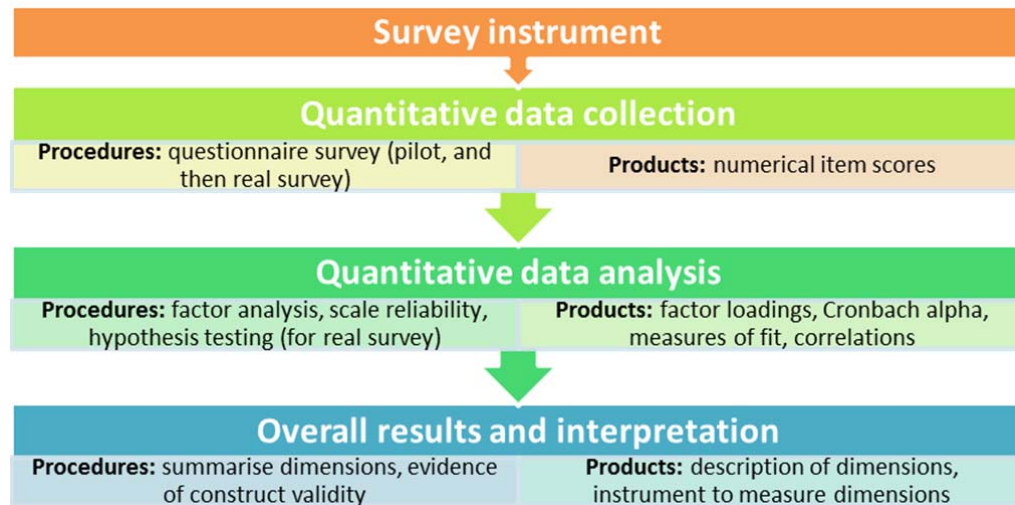 Survey instrument
Quantitative data collection
Procedures: questionnaire survey (pilot, and
then real survey)
Products: numerical item scores
Quantitative data analysis
Procedures: factor analysis, scale reliability,
hypothesis testing (for real survey)
Products: factor loadings, Cronbach alpha,
measures of fit, correlations
Overall results and interpretation
Procedures: summarise dimensions, evidence
of construct validity
Products: description of dimensions,
instrument to measure dimensions